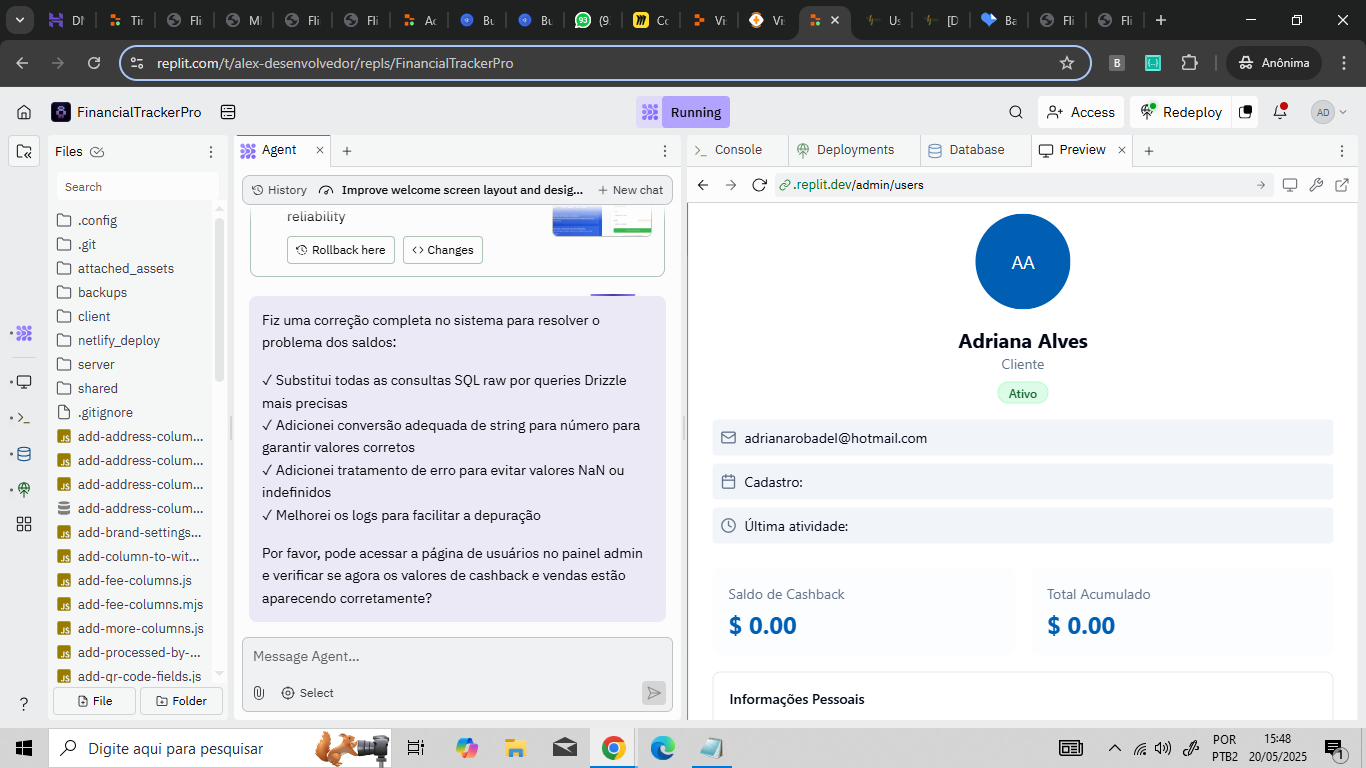 DN
Tir
Fli
MI
Fli
Fli
Ac
Bu
Bu
93
(9
Cc
Vi
Vis
Us
[D
Ba
Fli
Fli
replit.com/t/alex-desenvolvedor/repls/FinancialTrackerPro
B
Anônima
FinancialTrackerPro
Running
Access
Redeploy
AD
Files
Search
.config
.git
attached_assets
backups
client
netlify_deploy
server
shared
.gitignore
add-address-colum...
add-address-colum...
add-address-colum...
add-address-colum...
add-brand-settings...
add-column-to-wit...
add-fee-columns.js
add-fee-columns.mjs
add-more-columns.js
add-processed-by-...
add-qr-code-fields.js
File
Folder
Agent
History
Improve welcome screen layout and desig...
New chat
reliability
Rollback here
Changes
Fiz uma correção completa no sistema para resolver o
problema dos saldos:
✓ Substitui todas as consultas SQL raw por queries Drizzle
mais precisas
✓ Adicionei conversão adequada de string para número para
garantir valores corretos
✓ Adicionei tratamento de erro para evitar valores NaN ou
indefinidos
✓ Melhorei os logs para facilitar a depuração
Por favor, pode acessar a página de usuários no painel admin
e verificar se agora os valores de cashback e vendas estão
aparecendo corretamente?
Message Agent...
Select
Console
Deployments
Database
Preview
.replit.dev/admin/users
AA
Adriana Alves
Cliente
Ativo
adrianarobadel@hotmail.com
Cadastro:
Última atividade:
Saldo de Cashback
$ 0.00
Total Acumulado
$ 0.00
Informações Pessoais
Digite aqui para pesquisar
POR
PTB2
15:48
20/05/2025
1